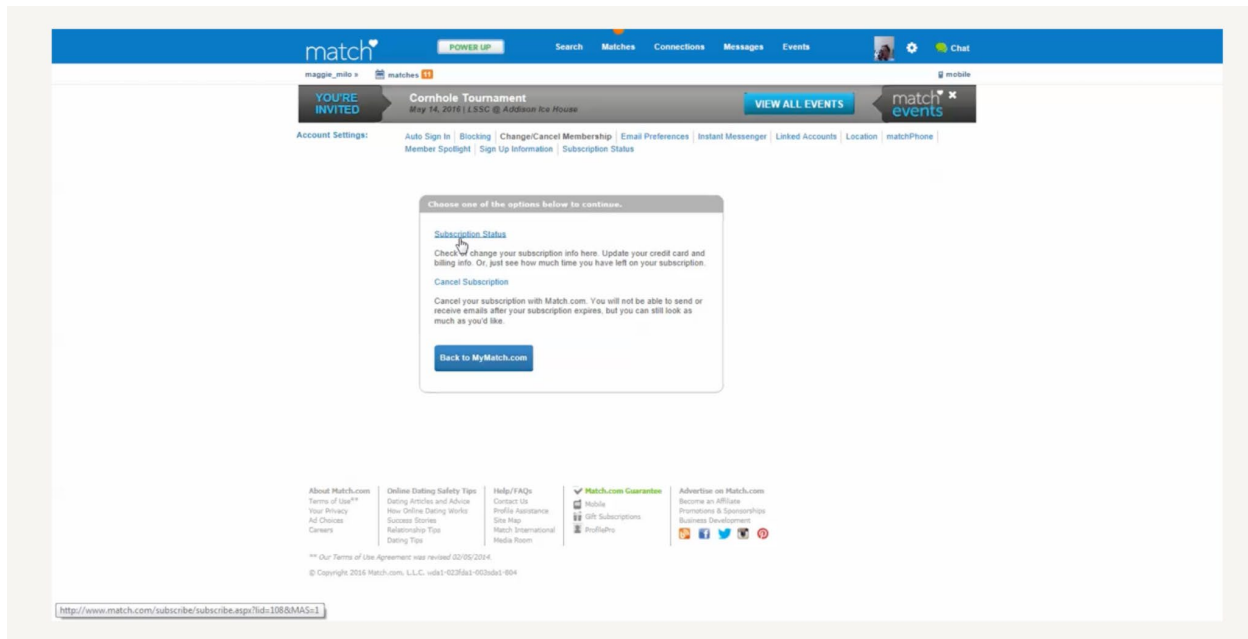 match
POWER UP
Search Matches Connections Messages Events
Chat
maggie_milo »
matches 11
mobile
YOU'RE
INVITED
Cornhole Tournament
May 14, 2016 | LSSC @ Addison Ice House
VIEW ALL EVENTS
match
events
Account Settings:
Auto Sign In | Blocking | Change/Cancel Membership | Email Preferences | Instant Messenger | Linked Accounts | Location | matchPhone |
Member Spotlight | Sign Up Information | Subscription Status
Choose one of the options below to continue.
Subscription Status
Check or change your subscription info here. Update your credit card and
billing info. Or, just see how much time you have left on your subscription.
Cancel Subscription
Cancel your subscription with Match.com. You will not be able to send or
receive emails after your subscription expires, but you can still look as
much as you'd like.
Back to MyMatch.com
About Match.com
Terms of Use**
Your Privacy
Ad Choices
Careers
Online Dating Safety Tips
Dating Articles and Advice
How Online Dating Works
Success Stories
Relationship Tips
Dating Tips
Help/FAQs
Contact Us
Profile Assistance
Site Map
Match International
Media Room
Match.com Guarantee
Mobile
Gift Subscriptions
ProfilePro
Advertise on Match.com
Become an Affiliate
Promotions & Sponsorships
Business Development
** Our Terms of Use Agreement was revised 02/05/2014.
© Copyright 2016 Match.com, L.L.C.
http://www.match.com/subscribe/subscribe.aspx?lid=108&MAS=1